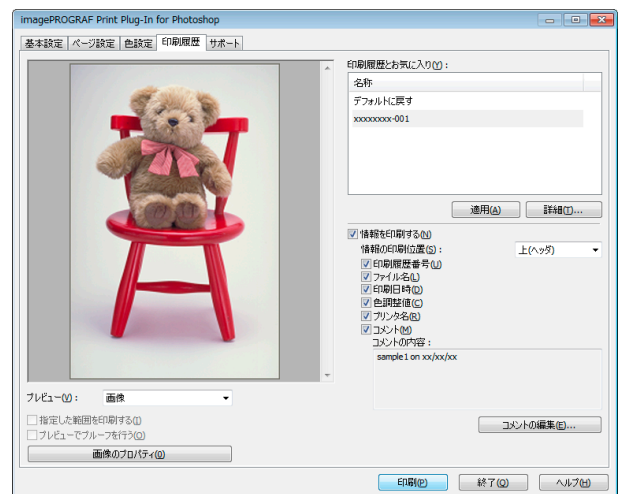 imagePROGRAF Print Plug-In for Photoshop
基本設定 ページ設定 色設定 印刷履歴 サポート
印刷履歴とお気に入り(Y):
名称
デフォルトに戻す
xxxxxxxx-001
適用(A) 詳細(T)...
情報を印刷する(N)
情報の印刷位置(S): 上(ヘッダ)
印刷履歴番号(U)
ファイル名(L)
印刷日時(D)
色調整値(C)
プリンタ名(R)
コメント(M)
コメントの内容:
sample1 on xx/xx/xx
プレビュー(V): 画像
指定した範囲を印刷する(I)
プレビューでプルーフを行う(O)
コメントの編集(E)...
画像のプロパティ(0)
印刷(P) 終了(Q) ヘルプ(H)